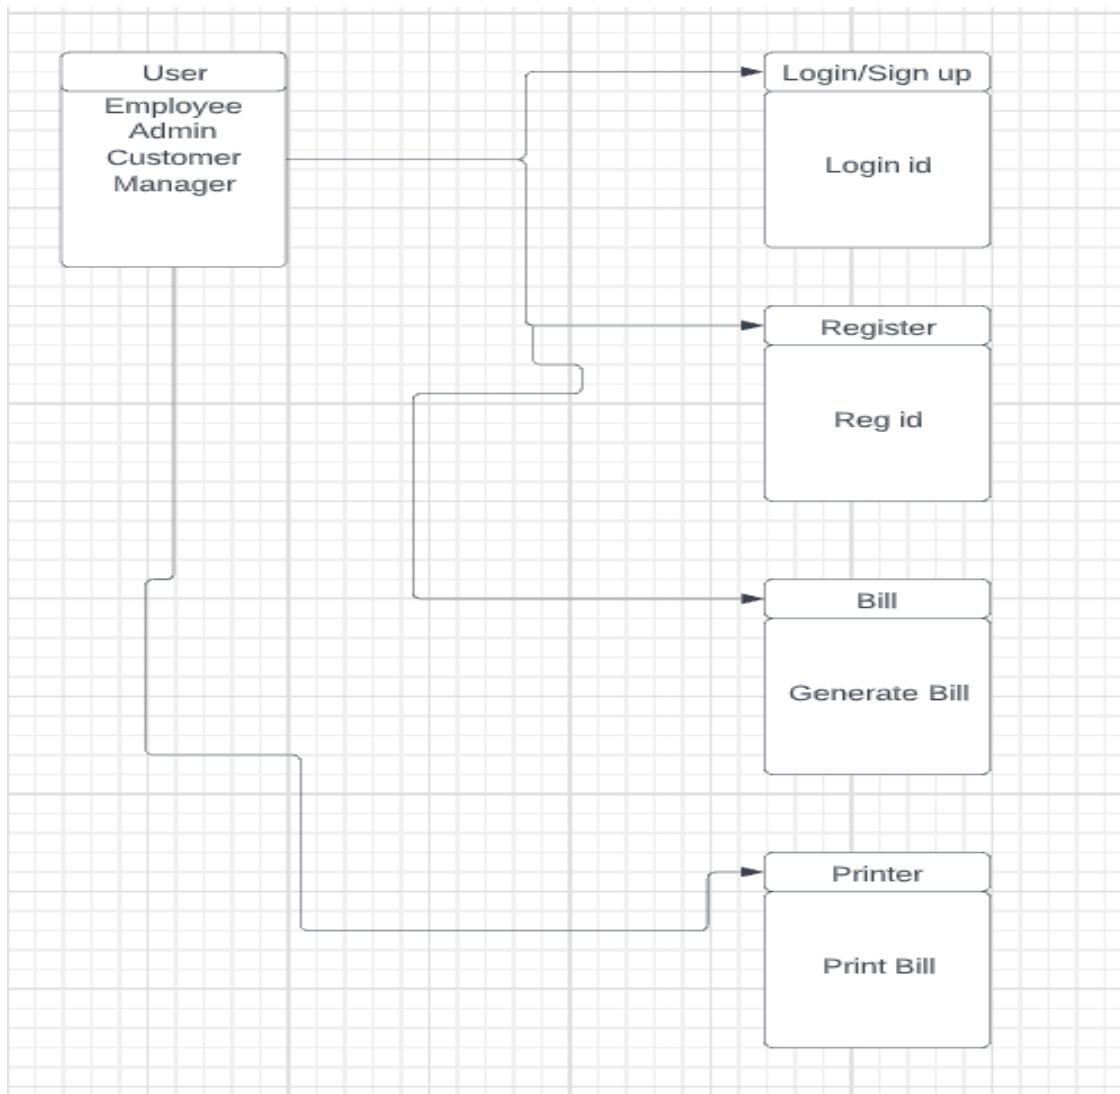 User
Employee
Admin
Customer
Manager
Login/Sign up
Login id
Register
Reg id
Bill
Generate Bill
Printer
Print Bill